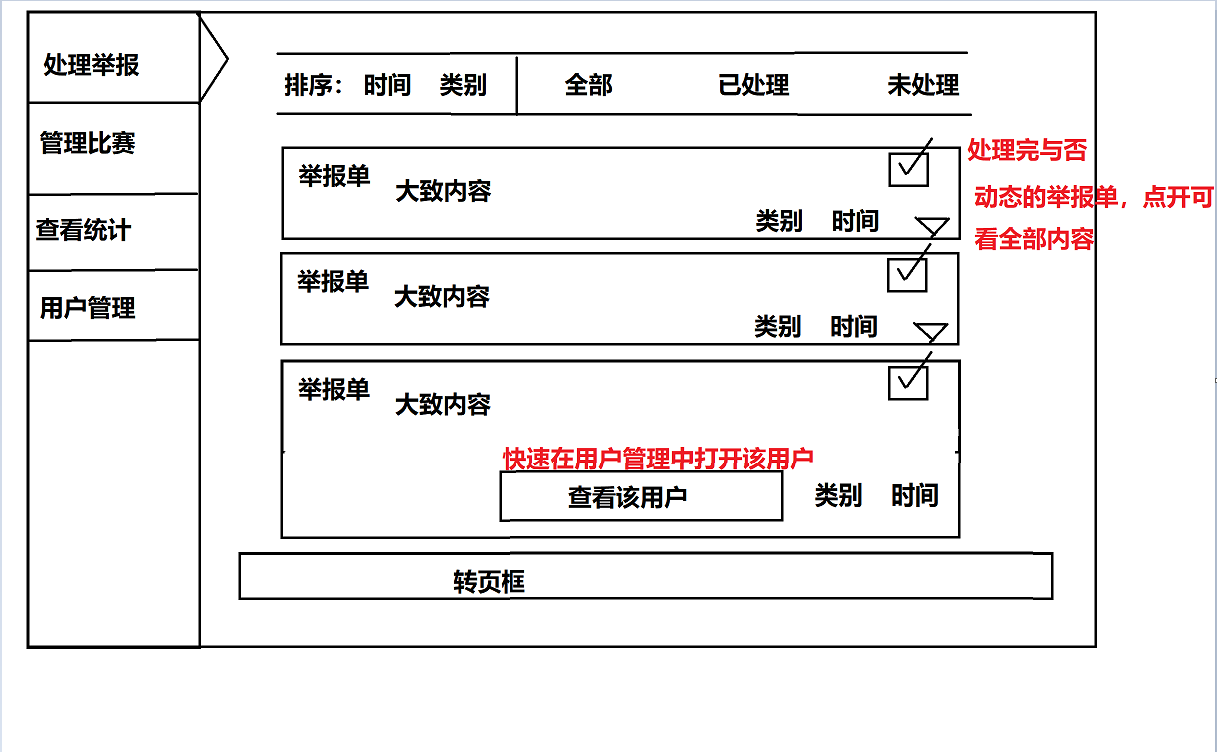 处理举报
管理比赛
查看统计
用户管理
排序： 时间 类别 全部 已处理 未处理
举报单 大致内容
类别 时间
处理完与否
动态的举报单，点开可
看全部内容
举报单 大致内容
类别 时间
举报单 大致内容
快速在用户管理中打开该用户
查看该用户 类别 时间
转页框